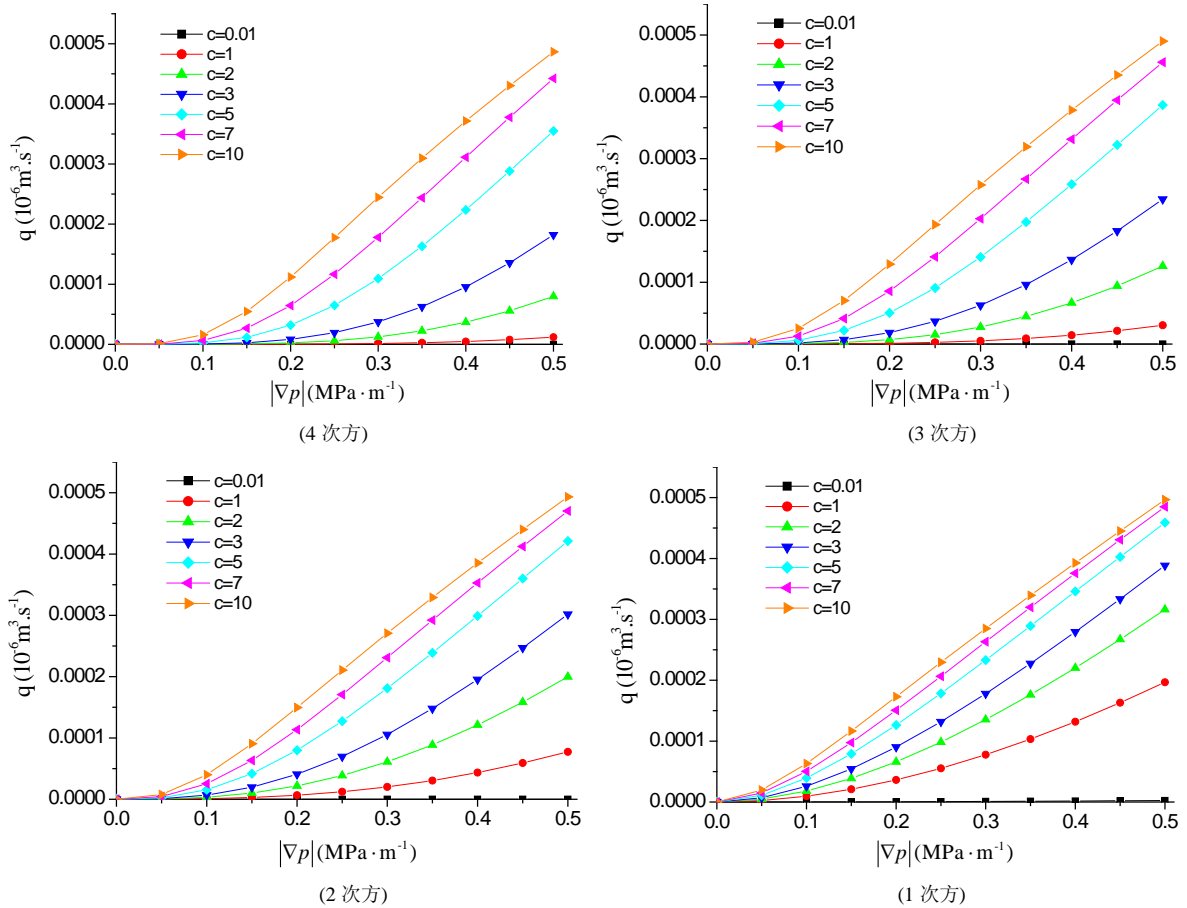 0.0005
0.0004
0.0003
0.0002
0.0001
0.0000
q (10⁻⁶m³.s⁻¹)
c=0.01
c=1
c=2
c=3
c=5
c=7
c=10
0.0 0.1 0.2 0.3 0.4 0.5
|∇p| (MPa·m⁻¹)
(4 次方)
0.0005
0.0004
0.0003
0.0002
0.0001
0.0000
q (10⁻⁶m³.s⁻¹)
c=0.01
c=1
c=2
c=3
c=5
c=7
c=10
0.0 0.1 0.2 0.3 0.4 0.5
|∇p| (MPa·m⁻¹)
(3 次方)
0.0005
0.0004
0.0003
0.0002
0.0001
0.0000
q (10⁻⁶m³.s⁻¹)
c=0.01
c=1
c=2
c=3
c=5
c=7
c=10
0.0 0.1 0.2 0.3 0.4 0.5
|∇p| (MPa·m⁻¹)
(2 次方)
0.0005
0.0004
0.0003
0.0002
0.0001
0.0000
q (10⁻⁶m³.s⁻¹)
c=0.01
c=1
c=2
c=3
c=5
c=7
c=10
0.0 0.1 0.2 0.3 0.4 0.5
|∇p| (MPa·m⁻¹)
(1 次方)